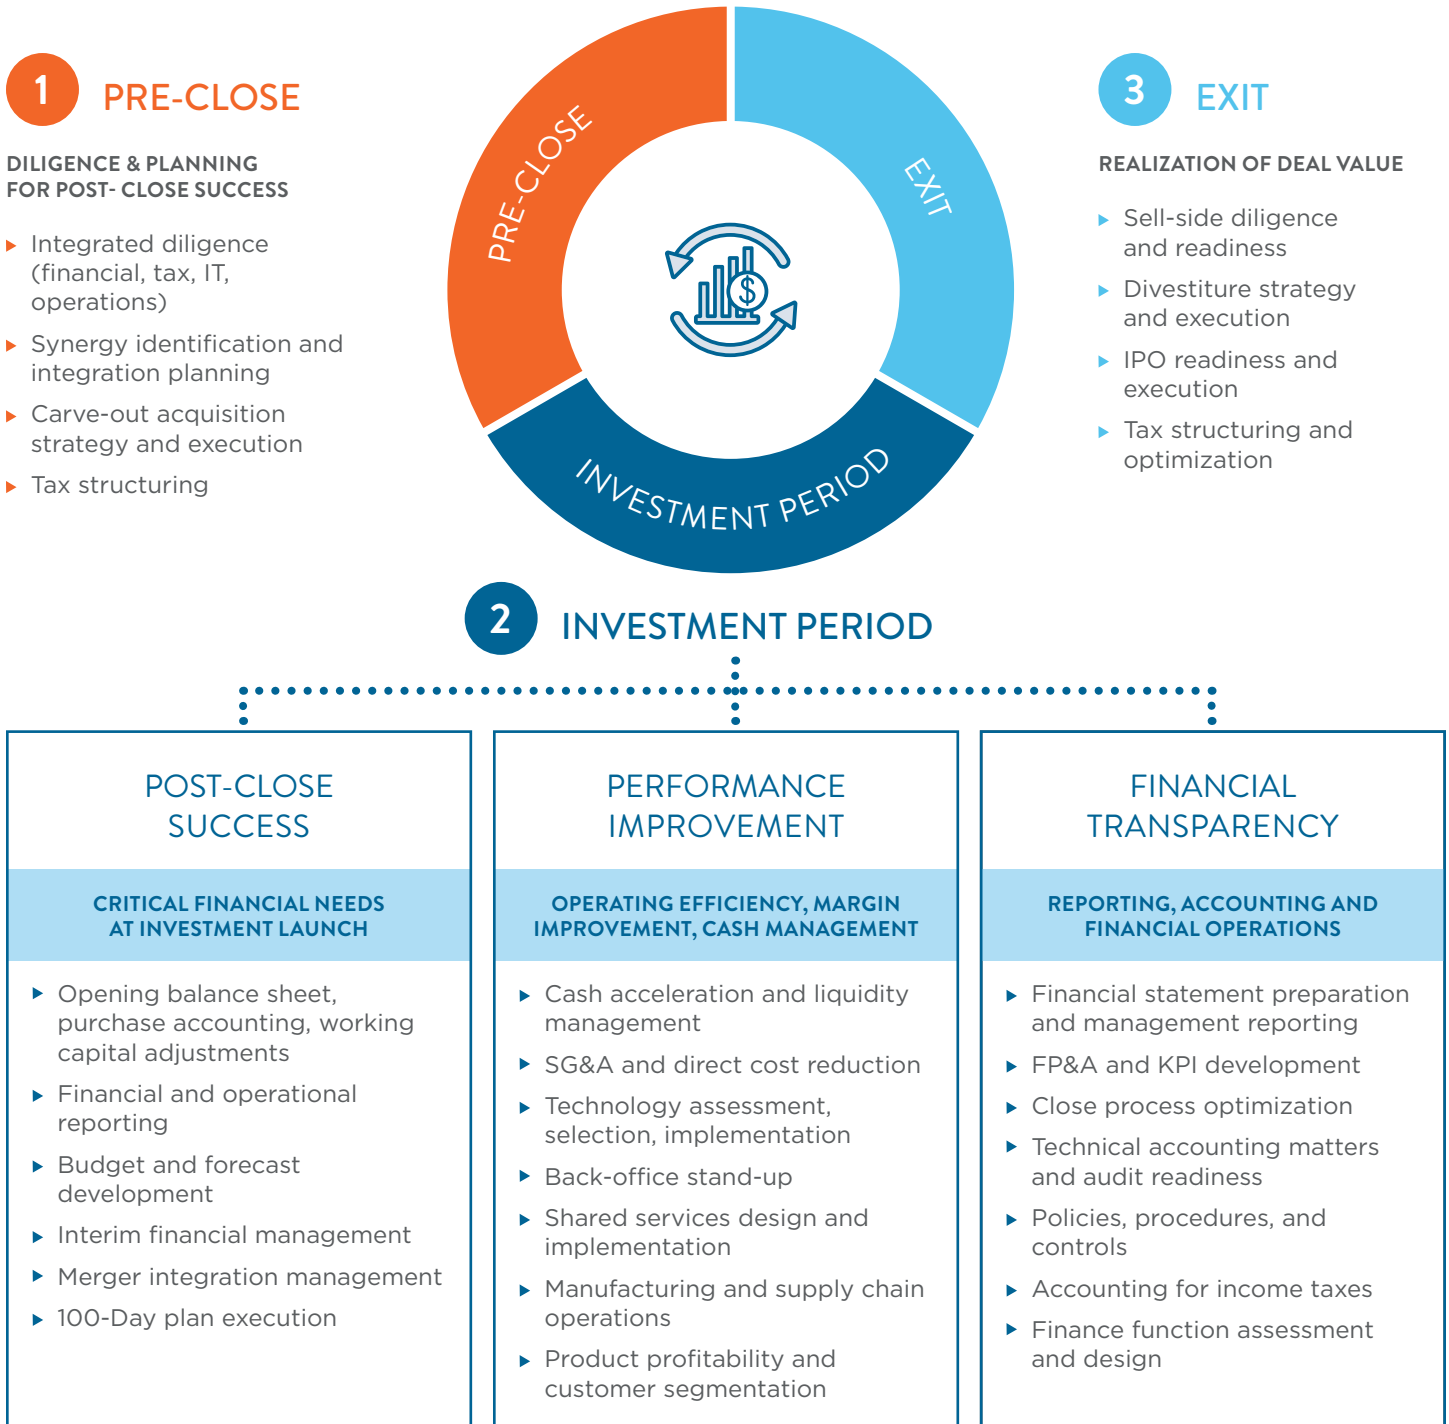 1
PRE-CLOSE
DILIGENCE & PLANNING
FOR POST- CLOSE SUCCESS
Integrated diligence
(financial, tax, IT,
operations)
Synergy identification and
integration planning
Carve-out acquisition
strategy and execution
Tax structuring
PRE-CLOSE
EXIT
INVESTMENT PERIOD
$
3
EXIT
REALIZATION OF DEAL VALUE
Sell-side diligence
and readiness
Divestiture strategy
and execution
IPO readiness and
execution
Tax structuring and
optimization
2
INVESTMENT PERIOD
POST-CLOSE
SUCCESS
CRITICAL FINANCIAL NEEDS
AT INVESTMENT LAUNCH
Opening balance sheet,
purchase accounting, working
capital adjustments
Financial and operational
reporting
Budget and forecast
development
Interim financial management
Merger integration management
100-Day plan execution
PERFORMANCE
IMPROVEMENT
OPERATING EFFICIENCY, MARGIN
IMPROVEMENT, CASH MANAGEMENT
Cash acceleration and liquidity
management
SG&A and direct cost reduction
Technology assessment,
selection, implementation
Back-office stand-up
Shared services design and
implementation
Manufacturing and supply chain
operations
Product profitability and
customer segmentation
FINANCIAL
TRANSPARENCY
REPORTING, ACCOUNTING AND
FINANCIAL OPERATIONS
Financial statement preparation
and management reporting
FP&A and KPI development
Close process optimization
Technical accounting matters
and audit readiness
Policies, procedures, and
controls
Accounting for income taxes
Finance function assessment
and design